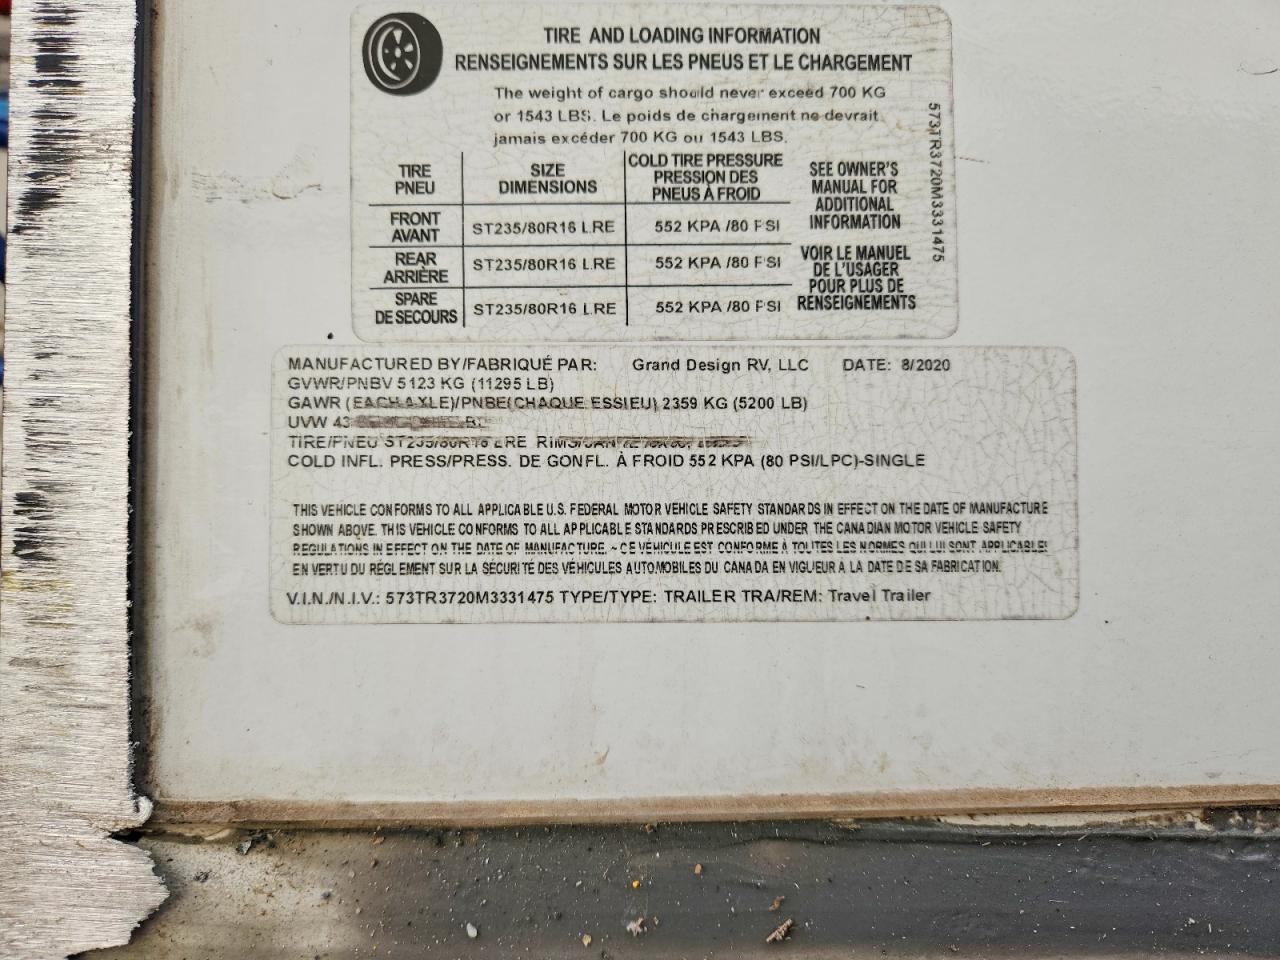 TIRE AND LOADING INFORMATION
RENSEIGNEMENTS SUR LES PNEUS ET LE CHARGEMENT
The weight of cargo should never exceed 700 KG
or 1543 LBS. Le poids de chargement ne devrait
jamais excéder 700 KG ou 1543 LBS.
TIRE PNEU
SIZE DIMENSIONS
COLD TIRE PRESSURE PRESSION DES PNEUS À FROID
FRONT AVANT ST235/80R16 LRE 552 KPA /80 PSI
REAR ARRIÈRE ST235/80R16 LRE 552 KPA /80 PSI
SPARE DE SECOURS ST235/80R16 LRE 552 KPA /80 PSI
SEE OWNER'S
MANUAL FOR
ADDITIONAL
INFORMATION
VOIR LE MANUEL
DE L'USAGER
POUR PLUS DE
RENSEIGNEMENTS
573TR3720M3331475
MANUFACTURED BY/FABRIQUÉ PAR: Grand Design RV, LLC DATE: 8/2020
GVWR/PNBV 5123 KG (11295 LB)
GAWR (EACH AXLE)/PNBE(CHAQUE ESSIEU) 2359 KG (5200 LB)
UVW
TIRE/PNEU ST235/80R16 LRE
COLD INFL. PRESS/PRESS. DE GONFL. À FROID 552 KPA (80 PSI/LPC)-SINGLE
THIS VEHICLE CONFORMS TO ALL APPLICABLE U.S. FEDERAL MOTOR VEHICLE SAFETY STANDARDS IN EFFECT ON THE DATE OF MANUFACTURE
SHOWN ABOVE. THIS VEHICLE CONFORMS TO ALL APPLICABLE STANDARDS PRESCRIBED UNDER THE CANADIAN MOTOR VEHICLE SAFETY
REGULATIONS IN EFFECT ON THE DATE OF MANUFACTURE. ~ CE VÉHICULE EST CONFORME À TOUTES LES NORMES QUI LUI SONT APPLICABLES
EN VERTU DU RÉGLEMENT SUR LA SÉCURITÉ DES VÉHICULES AUTOMOBILES DU CANADA EN VIGUEUR À LA DATE DE SA FABRICATION.
V.I.N./N.I.V.: 573TR3720M3331475 TYPE/TYPE: TRAILER TRA/REM: Travel Trailer